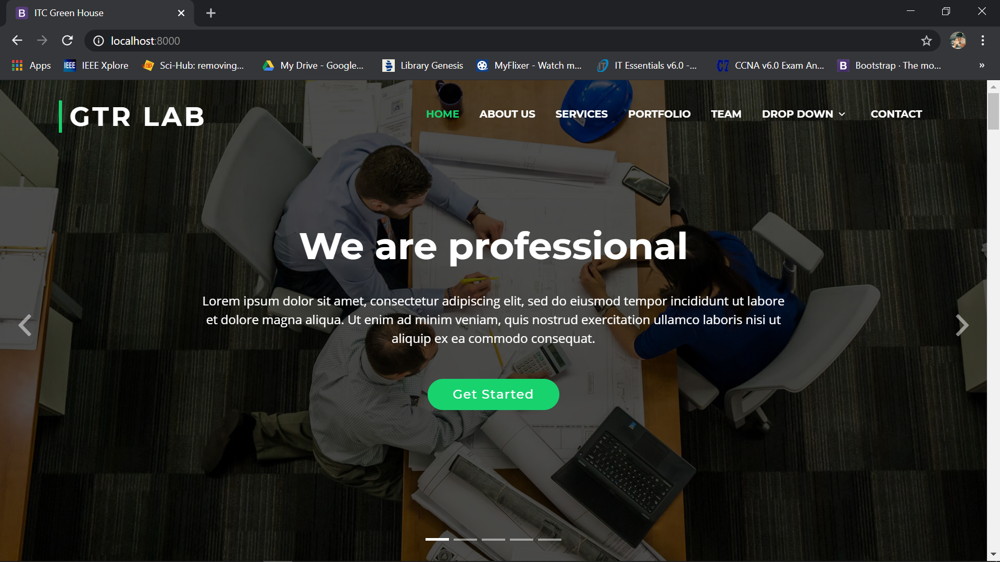 ITC Green House
localhost:8000
Apps IEEE Xplore Sci-Hub: removing... My Drive - Google... Library Genesis MyFlixer - Watch m... IT Essentials v6.0 -... CCNA v6.0 Exam An... Bootstrap · The mo... »
GTR LAB
HOME ABOUT US SERVICES PORTFOLIO TEAM DROP DOWN CONTACT
We are professional
Lorem ipsum dolor sit amet, consectetur adipiscing elit, sed do eiusmod tempor incididunt ut labore
et dolore magna aliqua. Ut enim ad minim veniam, quis nostrud exercitation ullamco laboris nisi ut
aliquip ex ea commodo consequat.
Get Started